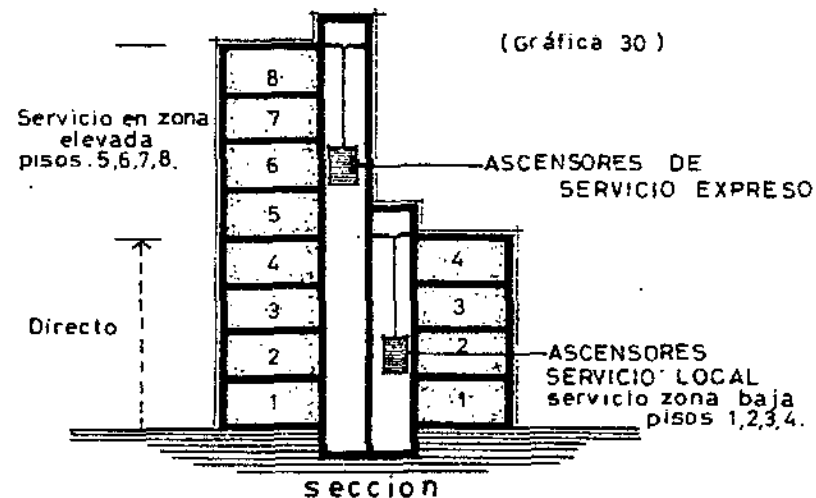 (Gráfica 30)
8
Servicio en zona
elevada
pisos.5,6,7,8.
7
6
5
4
3
2
1
Directo
ASCENSORES DE
SERVICIO EXPRESO
4
3
2
1
ASCENSORES
SERVICIO LOCAL
servicio zona baja
pisos 1,2,3,4.
seccion